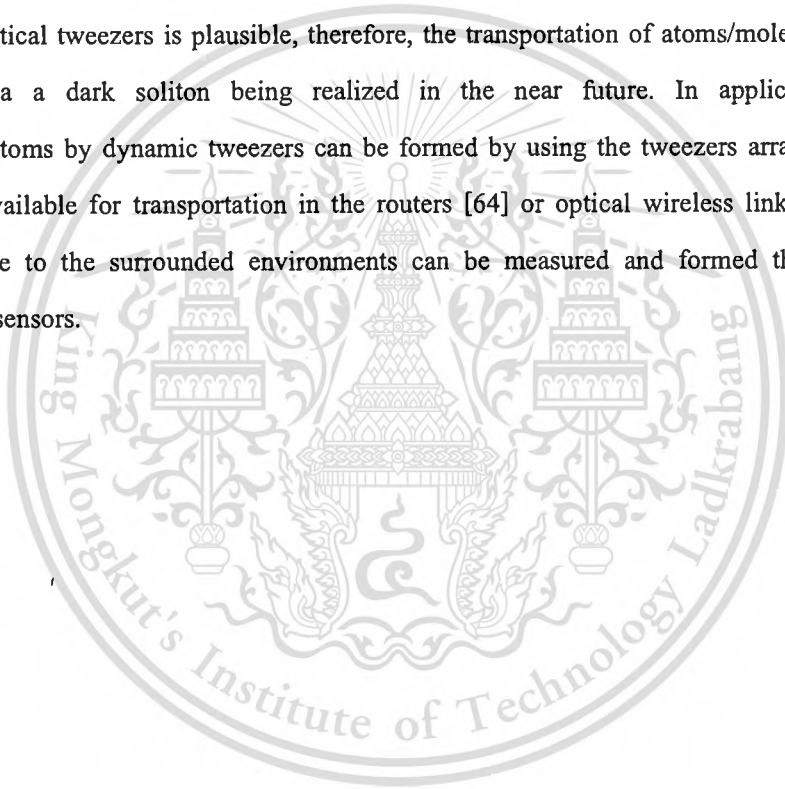 tical tweezers is plausible, therefore, the transportation of atoms/mole
a a dark soliton being realized in the near future. In applic
toms by dynamic tweezers can be formed by using the tweezers arra
vailable for transportation in the routers [64] or optical wireless link
e to the surrounded environments can be measured and formed th
sensors.
King Mongkut's Institute of Technology Ladkrabang